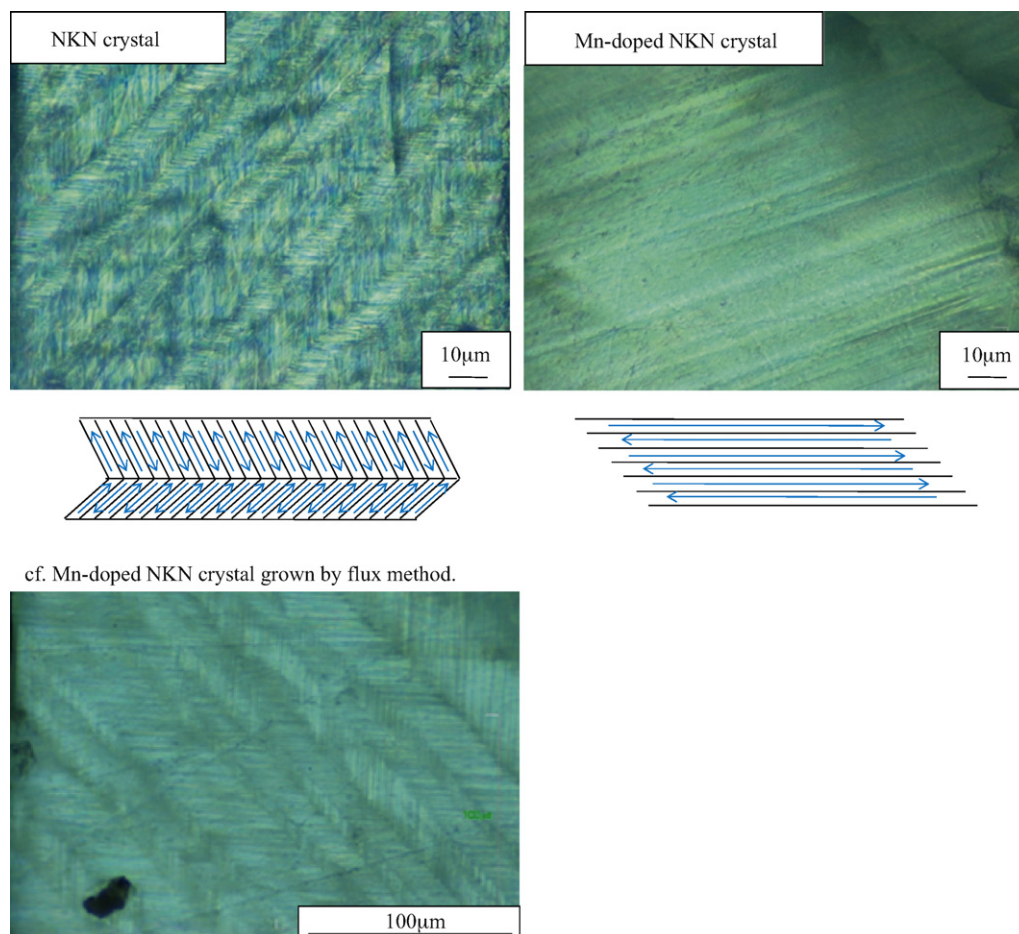 NKN crystal
Mn-doped NKN crystal
10μm
10μm
cf. Mn-doped NKN crystal grown by flux method.
100μm